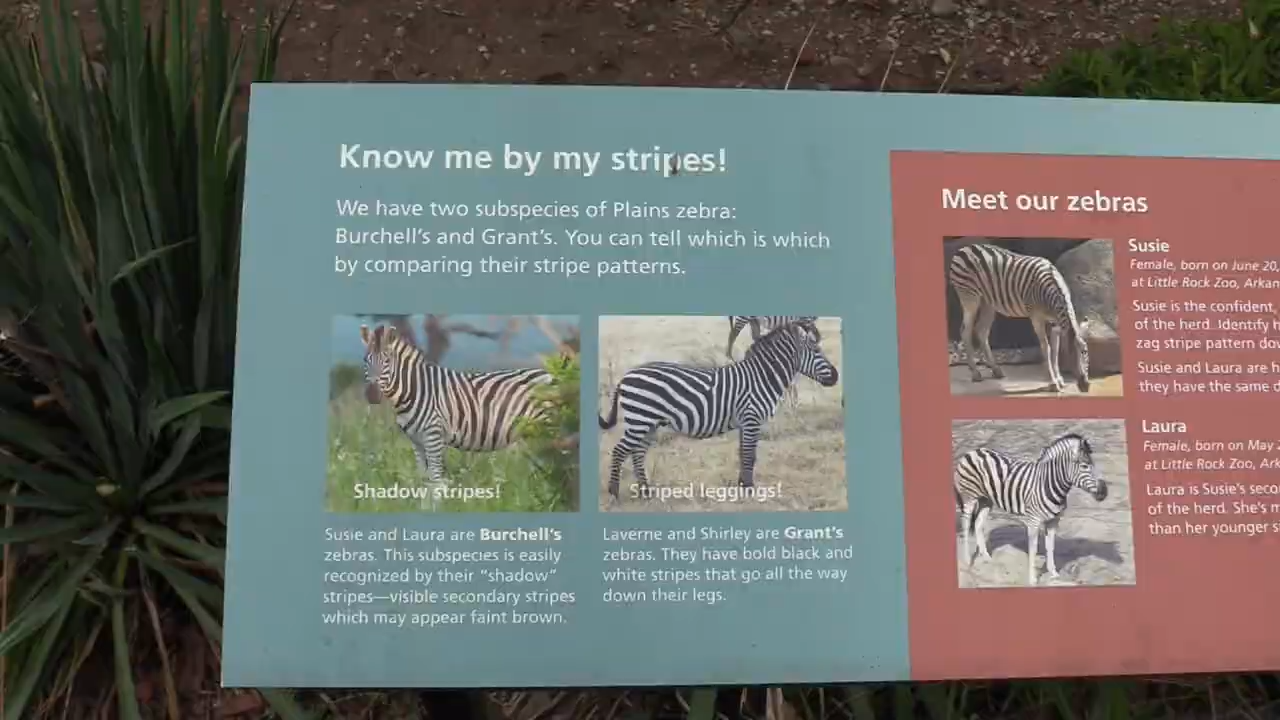 Know me by my stripes!
We have two subspecies of Plains zebra:
Burchell's and Grant's. You can tell which is which
by comparing their stripe patterns.
Shadow stripes!
Susie and Laura are Burchell's
zebras. This subspecies is easily
recognized by their "shadow"
stripes—visible secondary stripes
which may appear faint brown.
Striped leggings!
Laverne and Shirley are Grant's
zebras. They have bold black and
white stripes that go all the way
down their legs.
Meet our zebras
Susie
Female, born on June 20,
at Little Rock Zoo,
Susie is the confident,
of the herd. Identify
zag stripe pattern
Susie and Laura are
they have the same
Laura
Female, born on May
at Little Rock Zoo,
Laura is Susie's
of the herd. She's
than her younger